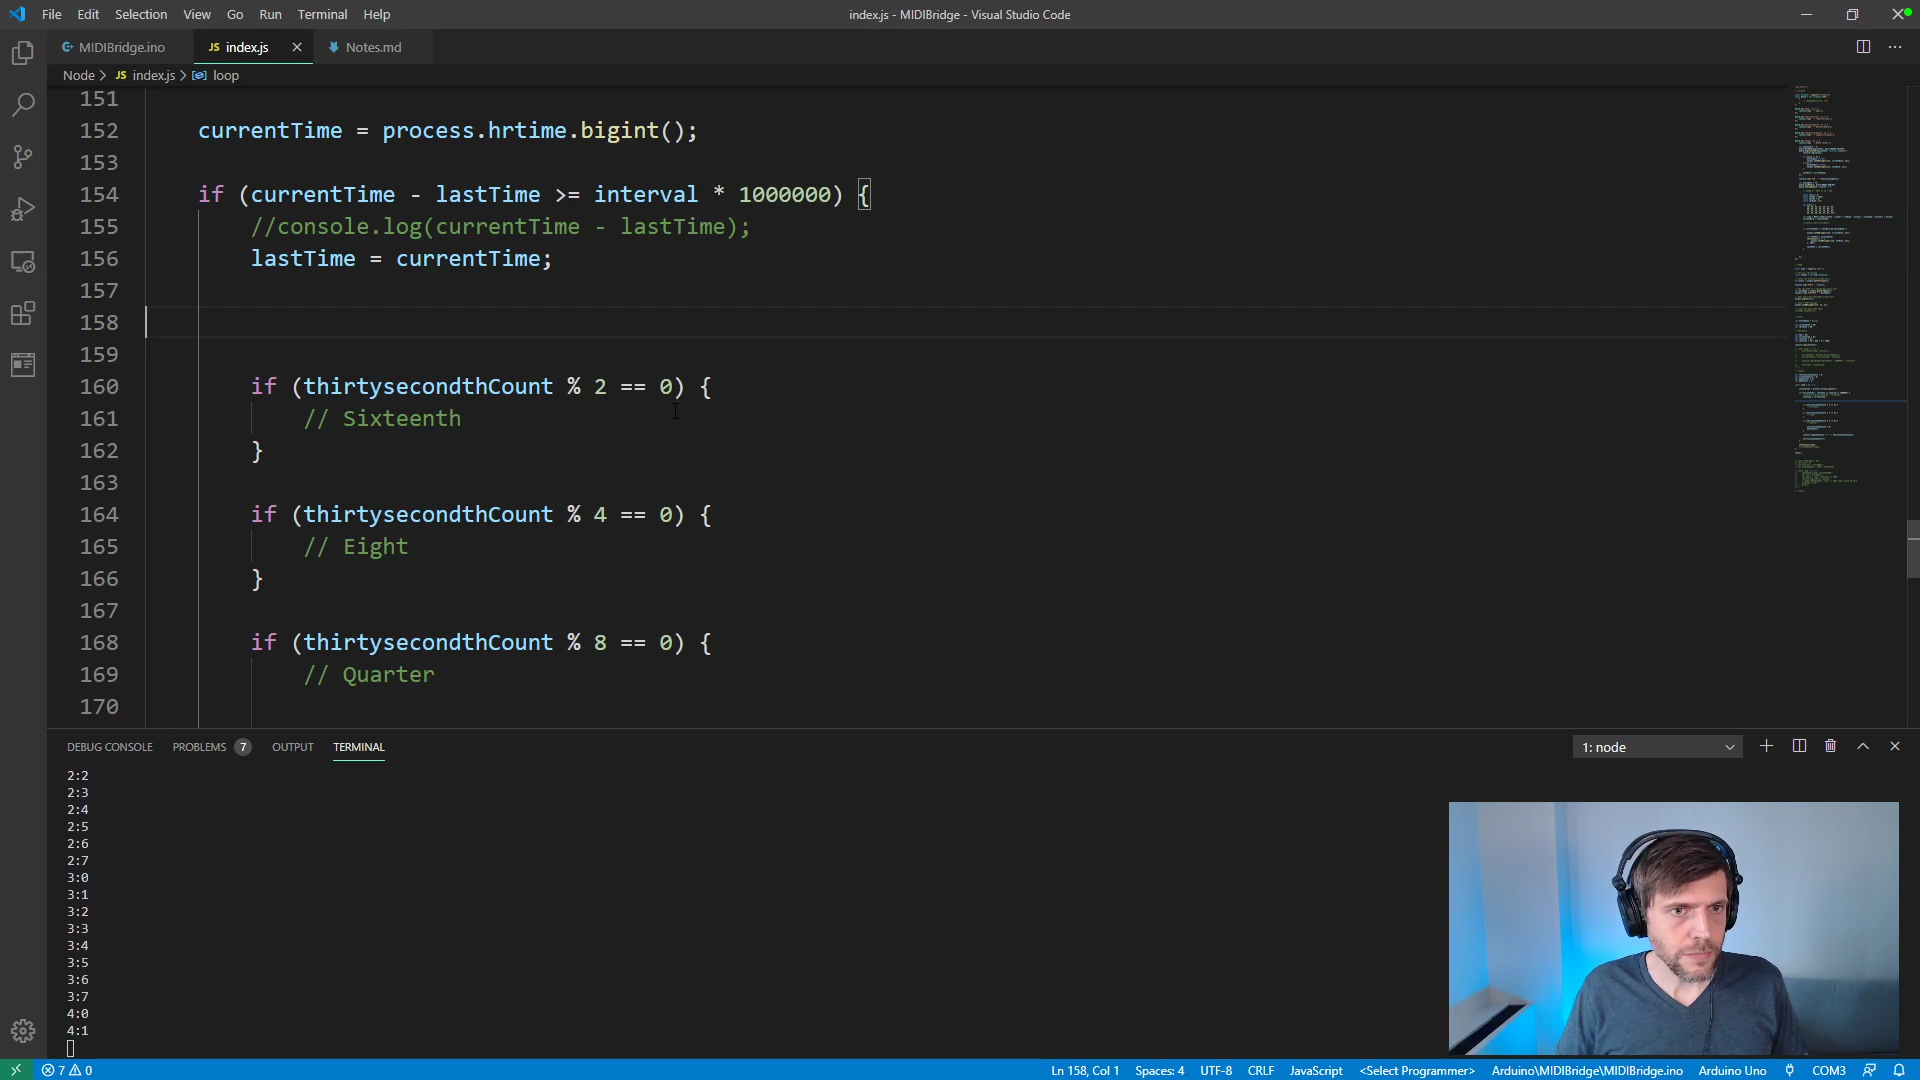 File Edit Selection View Go Run Terminal Help
index.js - MIDIBridge - Visual Studio Code
MIDIBridge.ino
JS index.js
Notes.md
Node > JS index.js > loop
151
152 currentTime = process.hrtime.bigint();
153
154 if (currentTime - lastTime >= interval * 1000000) {
155 //console.log(currentTime - lastTime);
156 lastTime = currentTime;
157
158
159
160 if (thirtysecondthCount % 2 == 0) {
161 // Sixteenth
162 }
163
164 if (thirtysecondthCount % 4 == 0) {
165 // Eight
166 }
167
168 if (thirtysecondthCount % 8 == 0) {
169 // Quarter
170
DEBUG CONSOLE PROBLEMS 7 OUTPUT TERMINAL
1: node
2:2
2:3
2:4
2:5
2:6
2:7
3:0
3:1
3:2
3:3
3:4
3:5
3:6
3:7
4:0
4:1
7 0
Ln 158, Col 1 Spaces: 4 UTF-8 CRLF JavaScript <Select Programmer> Arduino\MIDIBridge\MIDIBridge.ino Arduino Uno COM3